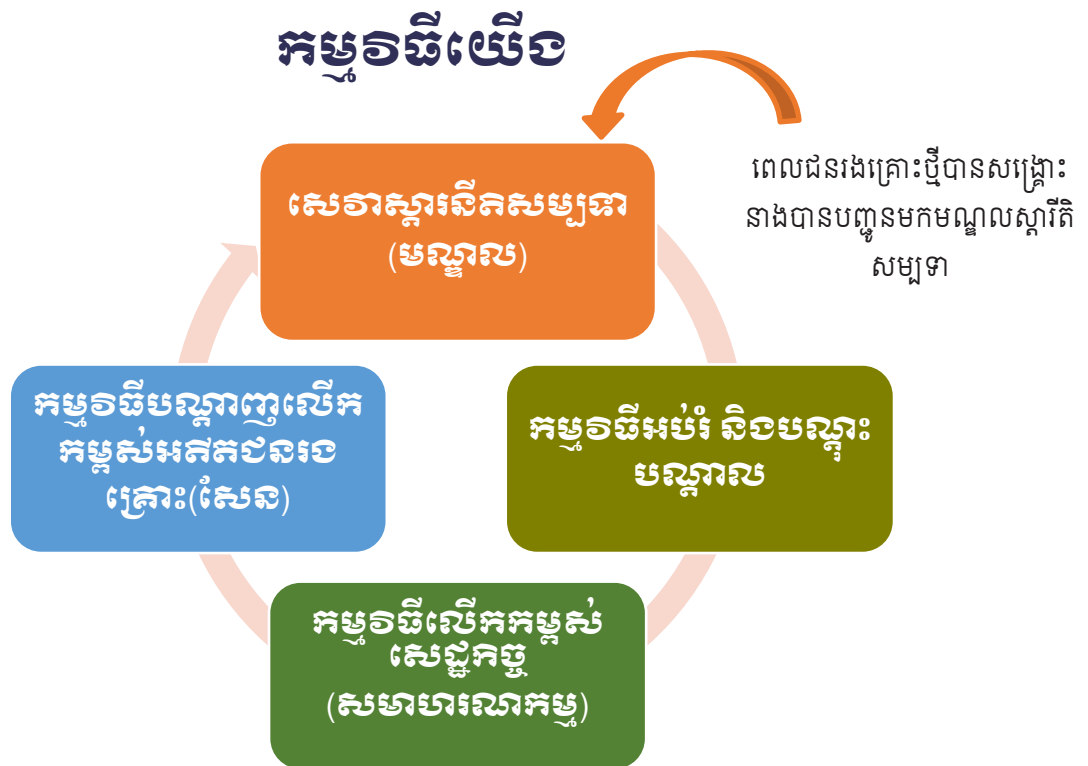 កម្មវិធីយើង
សេវាស្តារនីតិសម្បទា
(មណ្ឌល)
ពេលជនរងគ្រោះថ្មីបានសង្គ្រោះ
នាងបានបញ្ជូនមកមណ្ឌលស្តារីតិ
សម្បទា
កម្មវិធីអប់រំ និងបណ្តុះ
បណ្តាល
កម្មវិធីលើកកម្ពស់
សេដ្ឋកិច្ច
(សមាហរណកម្ម)
កម្មវិធីបណ្តាញលើក
កម្ពស់អតីតជនរង
គ្រោះ(សែន)